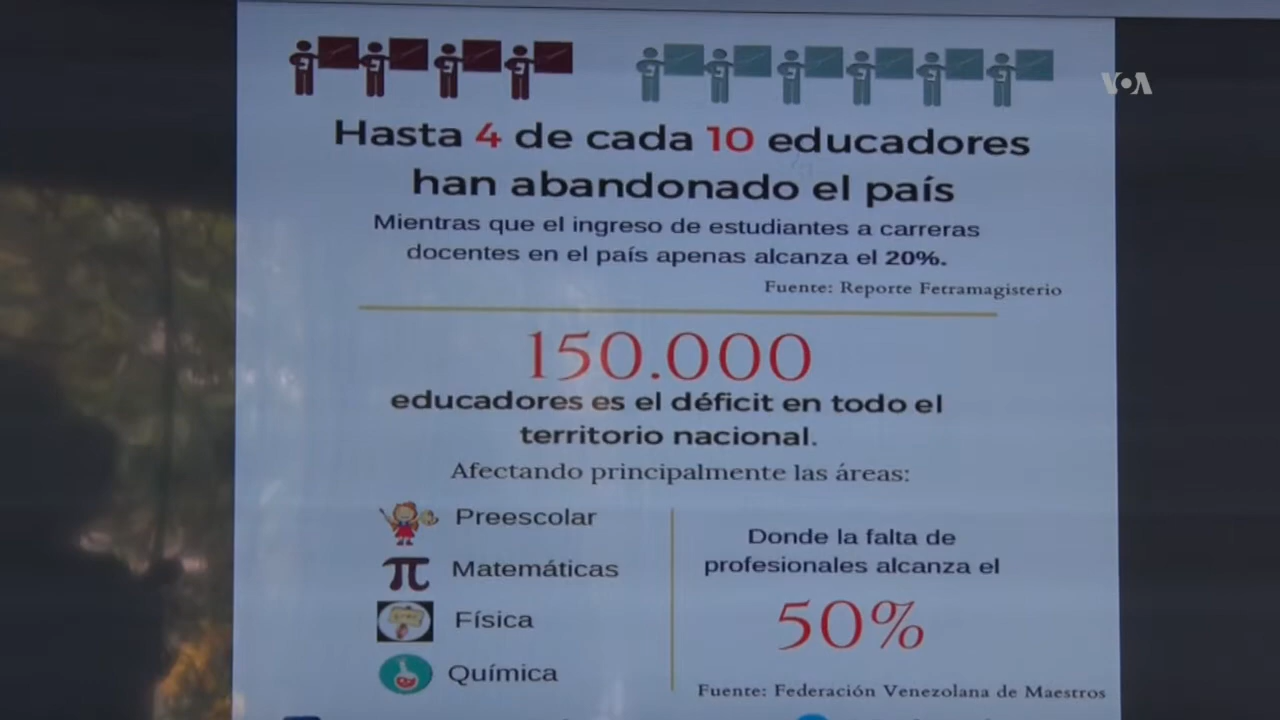 VOA
Hasta 4 de cada 10 educadores
han abandonado el país
Mientras que el ingreso de estudiantes a carreras
docentes en el país apenas alcanza el 20%.
Fuente: Reporte Fetramagisterio
150.000
educadores es el déficit en todo el
territorio nacional.
Afectando principalmente las áreas:
Preescolar
π Matemáticas
Física
Química
Donde la falta de
profesionales alcanza el
50%
Fuente: Federación Venezolana de Maestros